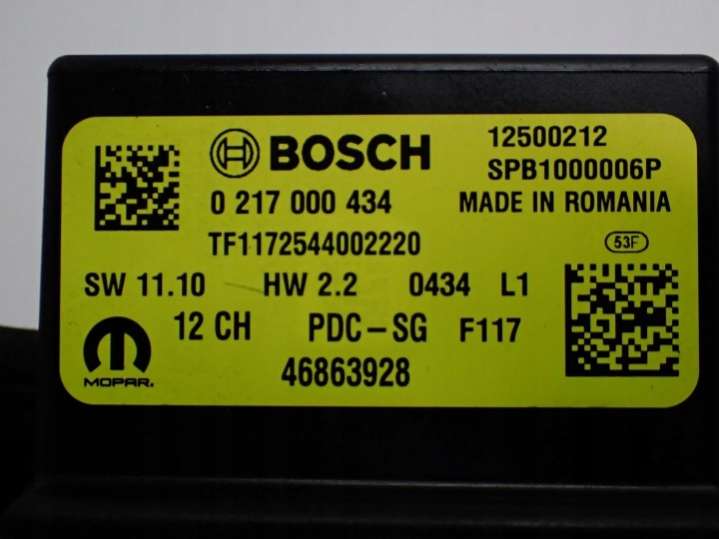 BOSCH
12500212
SPB1000006P
0 217 000 434
MADE IN ROMANIA
TF1172544002220
53F
SW 11.10 HW 2.2 0434 L1
12 CH PDC-SG F117
MOPAR.
46863928